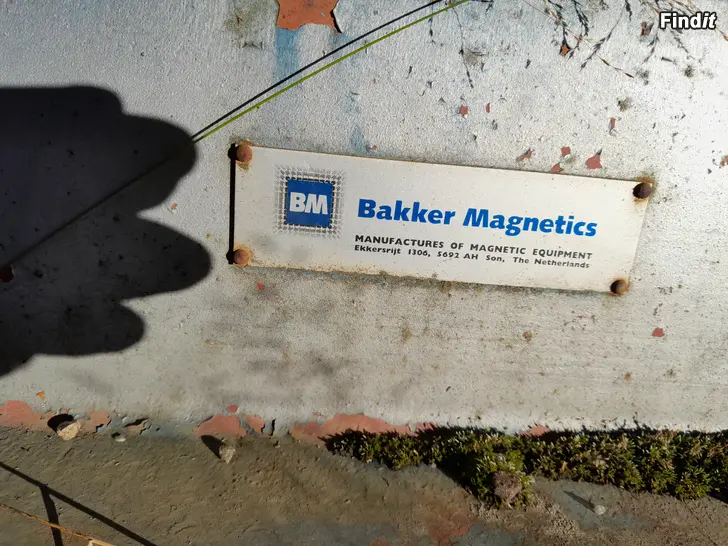 Findit
BM
Bakker Magnetics
MANUFACTURES OF MAGNETIC EQUIPMENT
Ekkersrijt 1306, 5692 AH Son, The Netherlands